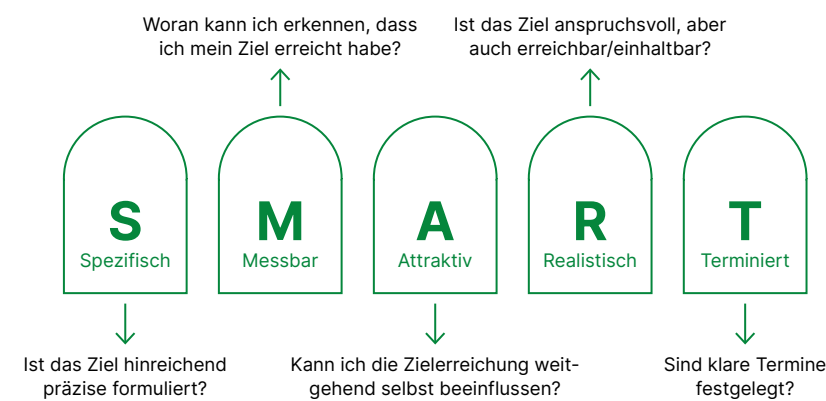 Woran kann ich erkennen, dass
ich mein Ziel erreicht habe?
Ist das Ziel anspruchsvoll, aber
auch erreichbar/einhaltbar?
S
Spezifisch
M
Messbar
A
Attraktiv
R
Realistisch
T
Terminiert
Ist das Ziel hinreichend
präzise formuliert?
Kann ich die Zielerreichung weit-
gehend selbst beeinflussen?
Sind klare Termine
festgelegt?